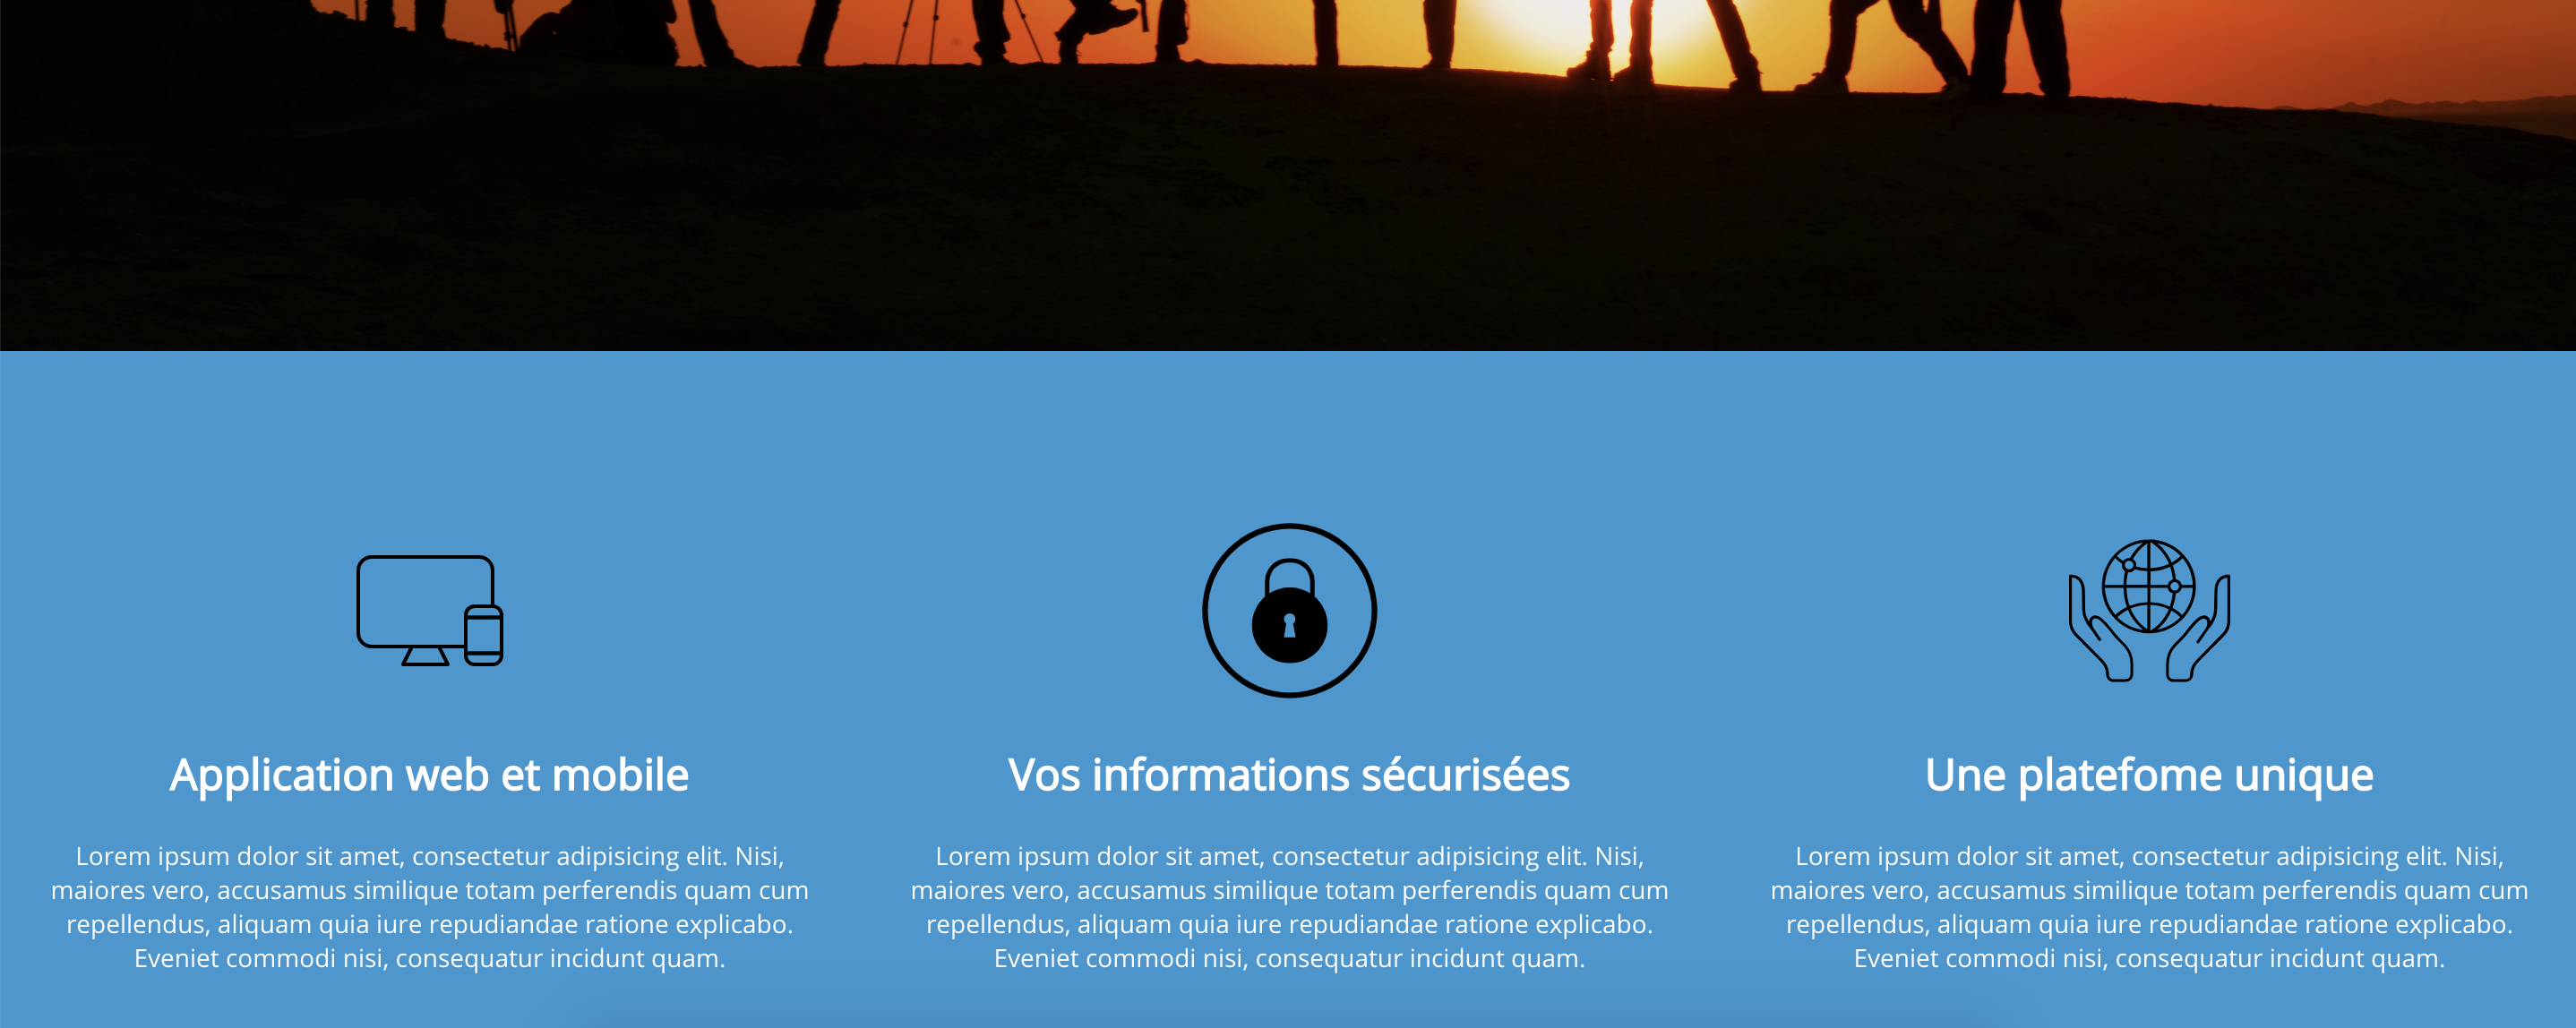 Application web et mobile
Lorem ipsum dolor sit amet, consectetur adipisicing elit. Nisi,
maiores vero, accusamus similique totam perferendis quam cum
repellendus, aliquam quia iure repudiandae ratione explicabo.
Eveniet commodi nisi, consequatur incidunt quam.
Vos informations sécurisées
Lorem ipsum dolor sit amet, consectetur adipisicing elit. Nisi,
maiores vero, accusamus similique totam perferendis quam cum
repellendus, aliquam quia iure repudiandae ratione explicabo.
Eveniet commodi nisi, consequatur incidunt quam.
Une platefome unique
Lorem ipsum dolor sit amet, consectetur adipisicing elit. Nisi,
maiores vero, accusamus similique totam perferendis quam cum
repellendus, aliquam quia iure repudiandae ratione explicabo.
Eveniet commodi nisi, consequatur incidunt quam.